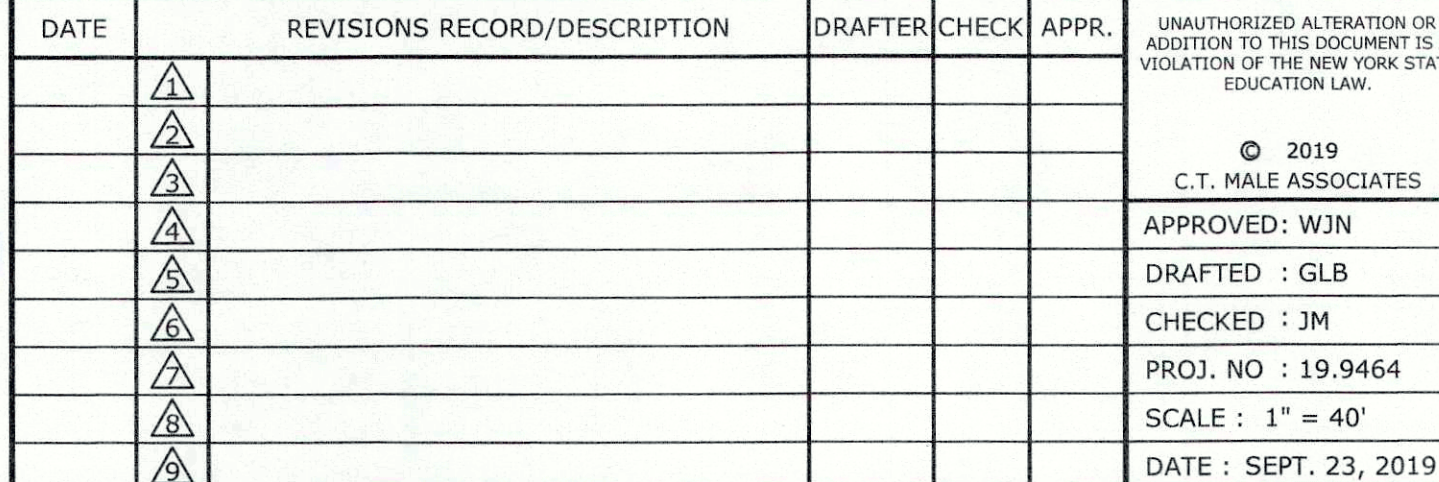 DATE REVISIONS RECORD/DESCRIPTION DRAFTER CHECK APPR.
1
2
3
4
5
6
7
8
9
UNAUTHORIZED ALTERATION OR
ADDITION TO THIS DOCUMENT IS
VIOLATION OF THE NEW YORK STAT
EDUCATION LAW.
© 2019
C.T. MALE ASSOCIATES
APPROVED: WJN
DRAFTED : GLB
CHECKED : JM
PROJ. NO : 19.9464
SCALE : 1" = 40'
DATE : SEPT. 23, 2019